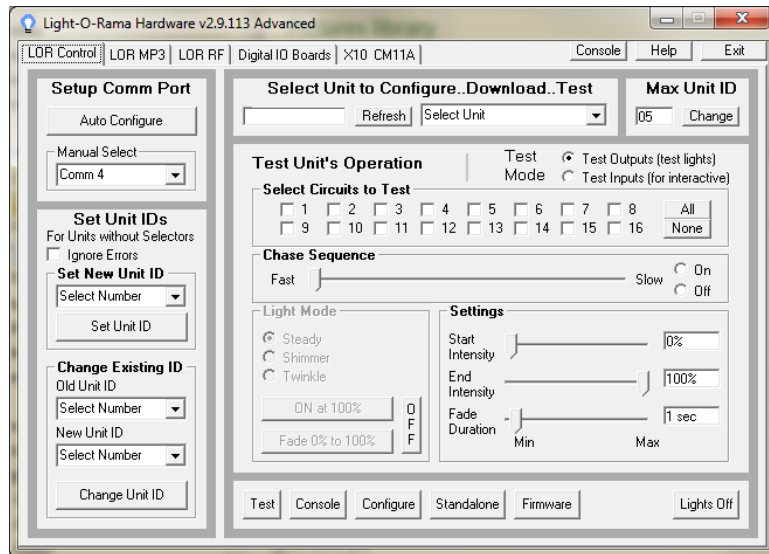 Light-O-Rama Hardware v2.9.113 Advanced
LOR Control LOR MP3 LOR RF Digital IO Boards X10 CM11A Console Help Exit
Setup Comm Port
Auto Configure
Manual Select
Comm 4
Set Unit IDs
For Units without Selectors
Ignore Errors
Set New Unit ID
Select Number
Set Unit ID
Change Existing ID
Old Unit ID
Select Number
New Unit ID
Select Number
Change Unit ID
Select Unit to Configure..Download..Test
Refresh Select Unit
Max Unit ID
05 Change
Test Unit's Operation
Test Mode
Test Outputs (test lights)
Test Inputs (for interactive)
Select Circuits to Test
1 2 3 4 5 6 7 8 All
9 10 11 12 13 14 15 16 None
Chase Sequence
Fast Slow
On
Off
Light Mode
Steady
Shimmer
Twinkle
ON at 100%
Fade 0% to 100%
OFF
Settings
Start Intensity 0%
End Intensity 100%
Fade Duration 1 sec
Min Max
Test Console Configure Standalone Firmware Lights Off